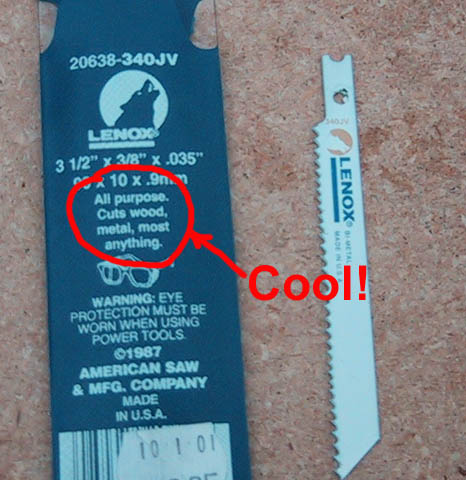 20638-340JV
LENOX®
3 1/2" x 3/8" x .035"
x 10 x .9mm
All purpose.
Cuts wood,
metal, most
anything.
WARNING: EYE
PROTECTION MUST BE
WORN WHEN USING
POWER TOOLS.
©1987
AMERICAN SAW
& MFG. COMPANY
MADE
IN U.S.A.
10 1 01
Cool!
340JV
LENOX®
BI-METAL
MADE IN U.S.